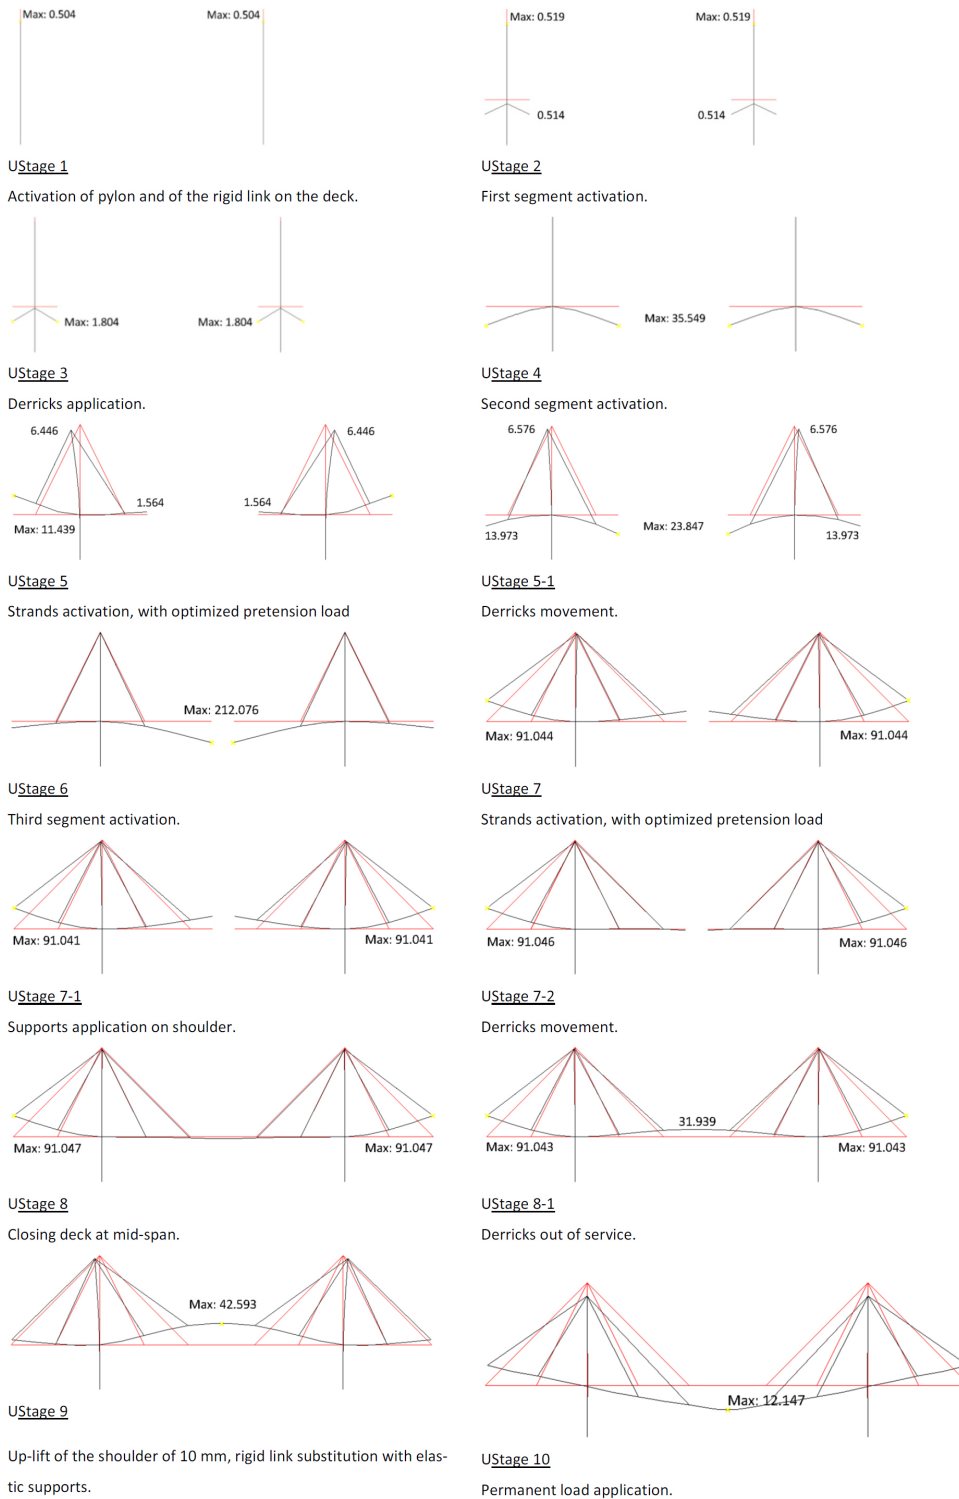 Max: 0.504
Max: 0.504
UStage 1
Activation of pylon and of the rigid link on the deck.
Max: 0.519
Max: 0.519
0.514
0.514
UStage 2
First segment activation.
Max: 1.804
Max: 1.804
UStage 3
Derricks application.
Max: 35.549
UStage 4
Second segment activation.
6.446
6.446
1.564
1.564
Max: 11.439
UStage 5
Strands activation, with optimized pretension load
6.576
6.576
Max: 23.847
13.973
13.973
UStage 5-1
Derricks movement.
Max: 212.076
UStage 6
Third segment activation.
Max: 91.044
Max: 91.044
UStage 7
Strands activation, with optimized pretension load
Max: 91.041
Max: 91.041
UStage 7-1
Supports application on shoulder.
Max: 91.046
Max: 91.046
UStage 7-2
Derricks movement.
Max: 91.047
Max: 91.047
UStage 8
Closing deck at mid-span.
31.939
Max: 91.043
Max: 91.043
UStage 8-1
Derricks out of service.
Max: 42.593
UStage 9
Up-lift of the shoulder of 10 mm, rigid link substitution with elas-
tic supports.
Max: 12.147
UStage 10
Permanent load application.